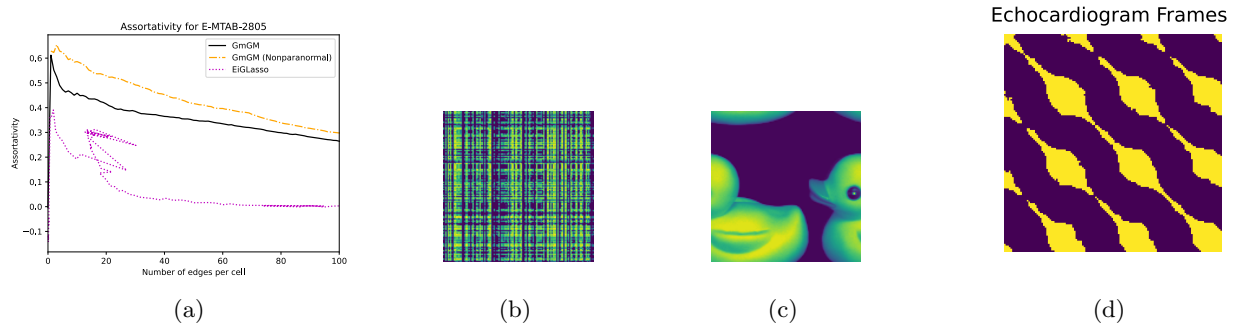 Assortativity for E-MTAB-2805
GmGM
GmGM (Nonparanormal)
EiGLasso
Assortativity
0,6
0,5
0,4
0,3
0,2
0,1
0,0
−0,1
0 20 40 60 80 100
Number of edges per cell
Echocardiogram Frames
(a) (b) (c) (d)